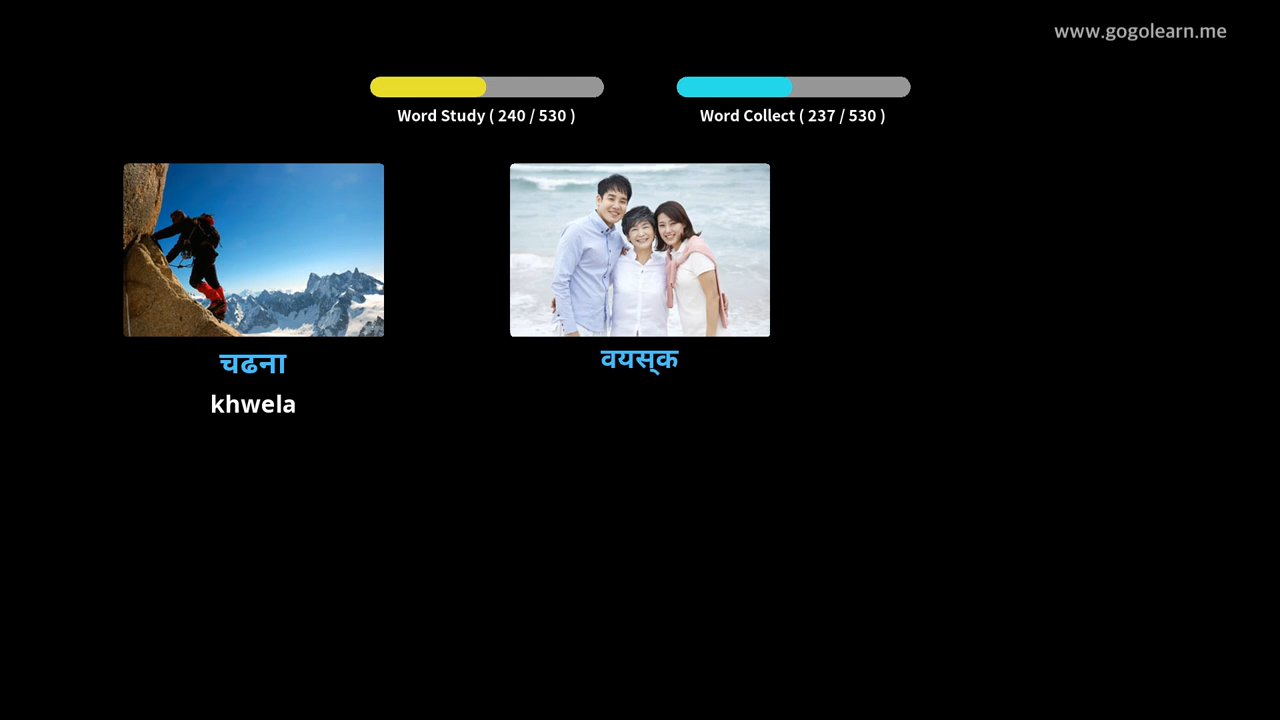 www.gogolearn.me
Word Study ( 240 / 530 )
Word Collect ( 237 / 530 )
चढना
वयस्‌क
khwela